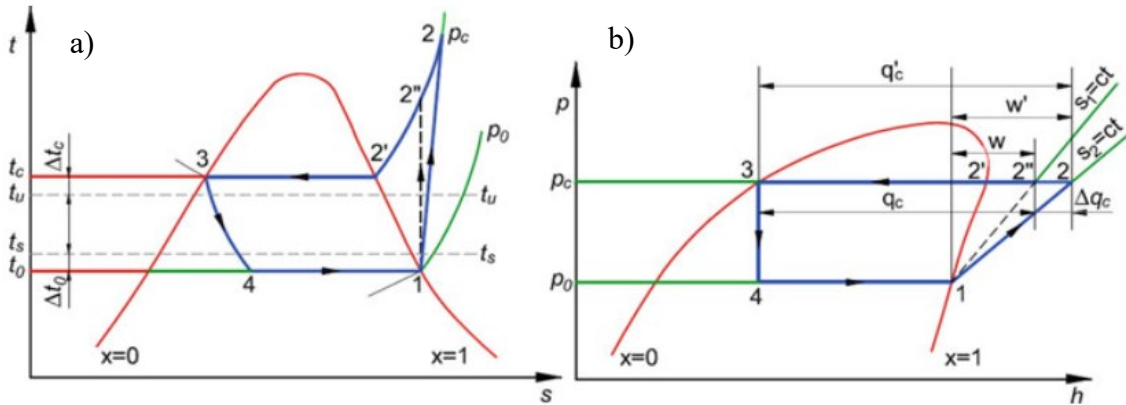 a)
t
2
p_c
2"
p_0
3
2'
t_c
Δt_c
t_u
t_u
t_s
t_s
t_0
Δt_0
4
1
x=0
x=1
s
b)
p
q'_c
w'
s_1=ct
s_2=ct
w
3
2'
2"
2
p_c
q_c
Δq_c
p_0
4
1
x=0
x=1
h